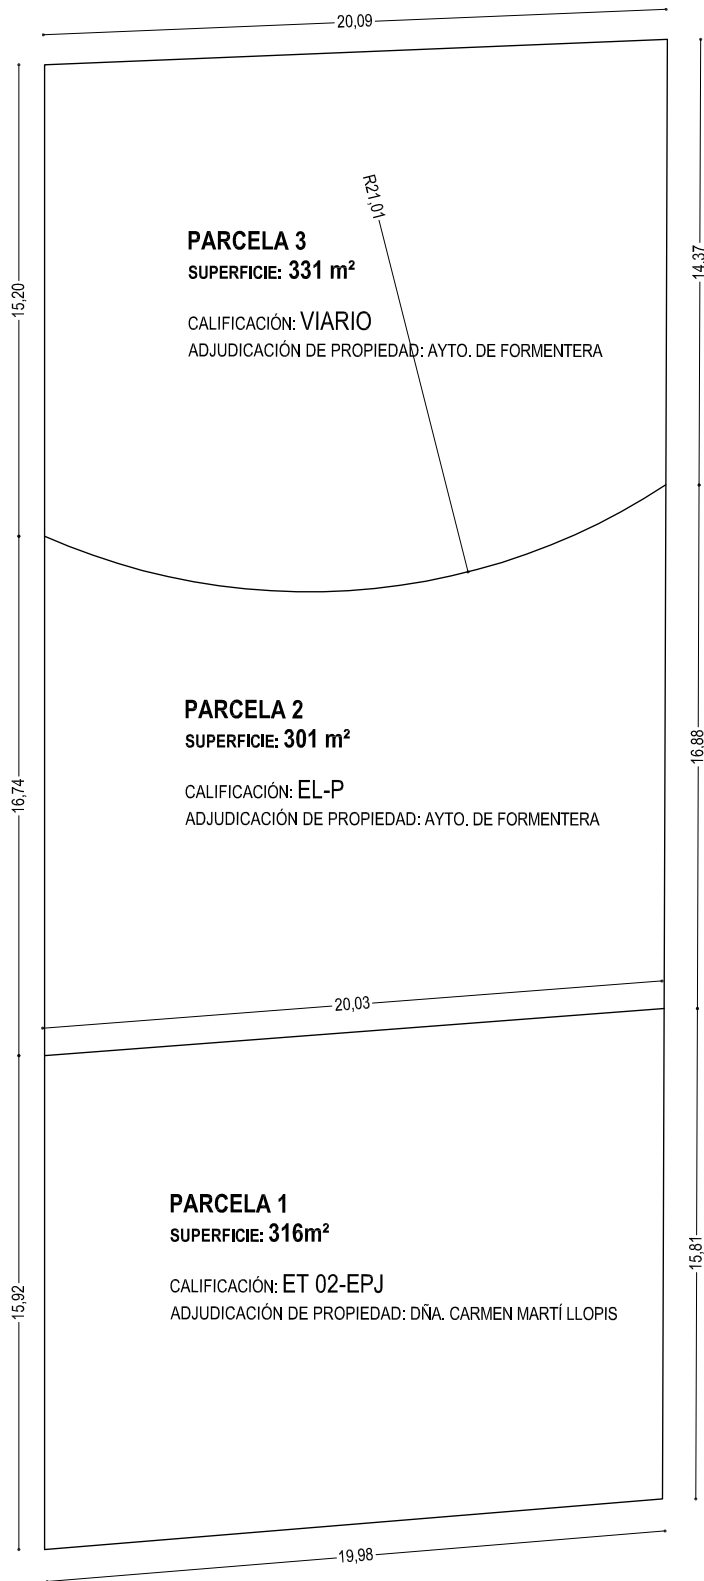 20,09
R21,01
PARCELA 3
SUPERFICIE: 331 m²
CALIFICACIÓN: VIARIO
ADJUDICACIÓN DE PROPIEDAD: AYTO. DE FORMENTERA
15,20
14,37
PARCELA 2
SUPERFICIE: 301 m²
CALIFICACIÓN: EL-P
ADJUDICACIÓN DE PROPIEDAD: AYTO. DE FORMENTERA
16,74
16,88
20,03
PARCELA 1
SUPERFICIE: 316m²
CALIFICACIÓN: ET 02-EPJ
ADJUDICACIÓN DE PROPIEDAD: DÑA. CARMEN MARTÍ LLOPIS
15,92
15,81
19,98